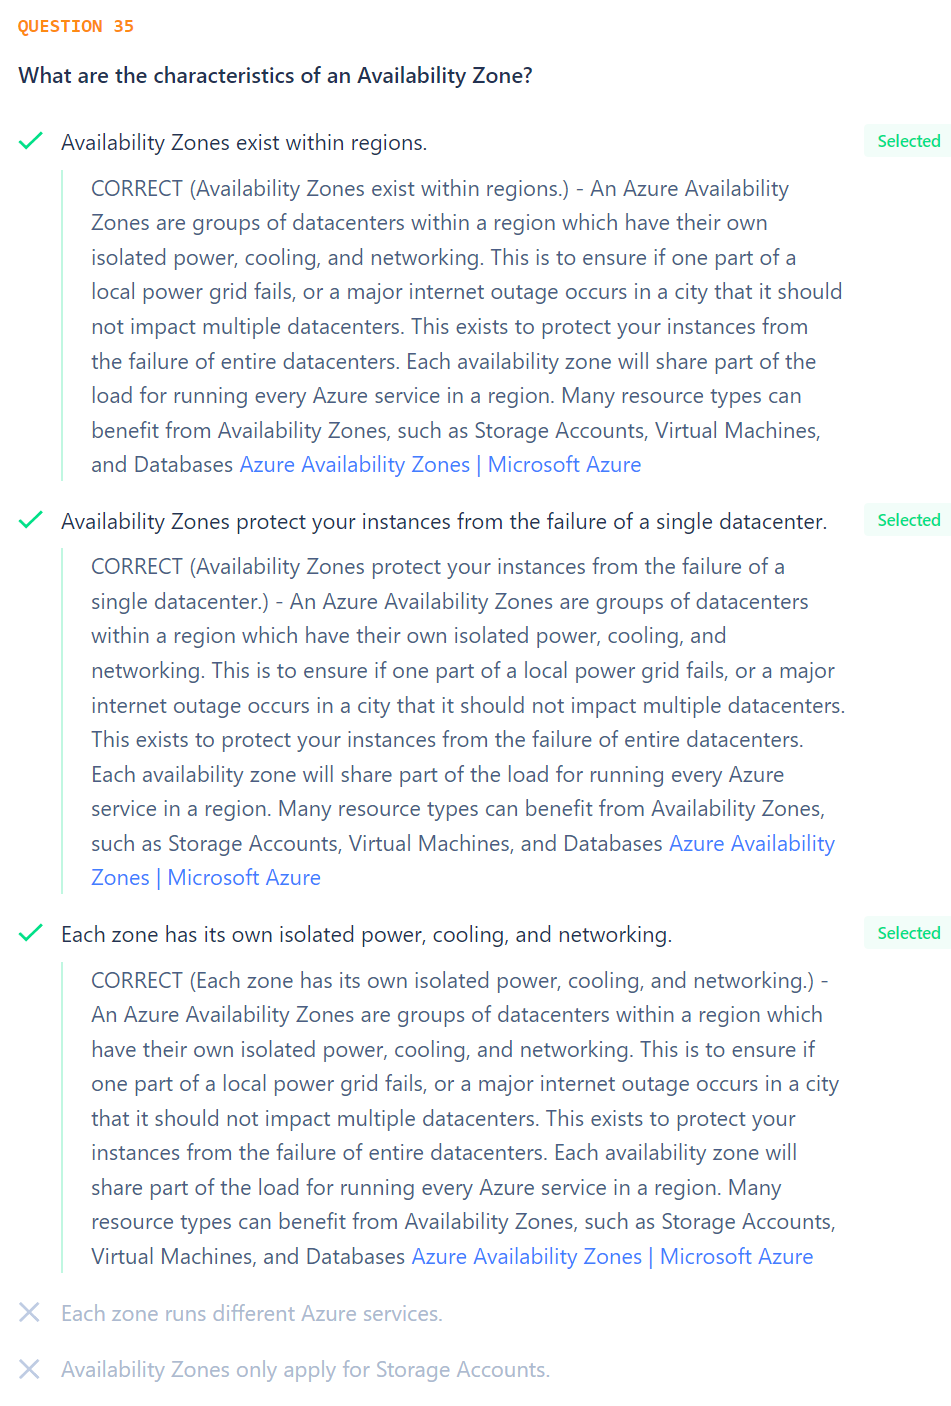 QUESTION 35
What are the characteristics of an Availability Zone?
Availability Zones exist within regions.
Selected
CORRECT (Availability Zones exist within regions.) - An Azure Availability
Zones are groups of datacenters within a region which have their own
isolated power, cooling, and networking. This is to ensure if one part of a
local power grid fails, or a major internet outage occurs in a city that it should
not impact multiple datacenters. This exists to protect your instances from
the failure of entire datacenters. Each availability zone will share part of the
load for running every Azure service in a region. Many resource types can
benefit from Availability Zones, such as Storage Accounts, Virtual Machines,
and Databases Azure Availability Zones | Microsoft Azure
Availability Zones protect your instances from the failure of a single datacenter.
Selected
CORRECT (Availability Zones protect your instances from the failure of a
single datacenter.) - An Azure Availability Zones are groups of datacenters
within a region which have their own isolated power, cooling, and
networking. This is to ensure if one part of a local power grid fails, or a major
internet outage occurs in a city that it should not impact multiple datacenters.
This exists to protect your instances from the failure of entire datacenters.
Each availability zone will share part of the load for running every Azure
service in a region. Many resource types can benefit from Availability Zones,
such as Storage Accounts, Virtual Machines, and Databases Azure Availability
Zones | Microsoft Azure
Each zone has its own isolated power, cooling, and networking.
Selected
CORRECT (Each zone has its own isolated power, cooling, and networking.) -
An Azure Availability Zones are groups of datacenters within a region which
have their own isolated power, cooling, and networking. This is to ensure if
one part of a local power grid fails, or a major internet outage occurs in a city
that it should not impact multiple datacenters. This exists to protect your
instances from the failure of entire datacenters. Each availability zone will
share part of the load for running every Azure service in a region. Many
resource types can benefit from Availability Zones, such as Storage Accounts,
Virtual Machines, and Databases Azure Availability Zones | Microsoft Azure
Each zone runs different Azure services.
Availability Zones only apply for Storage Accounts.